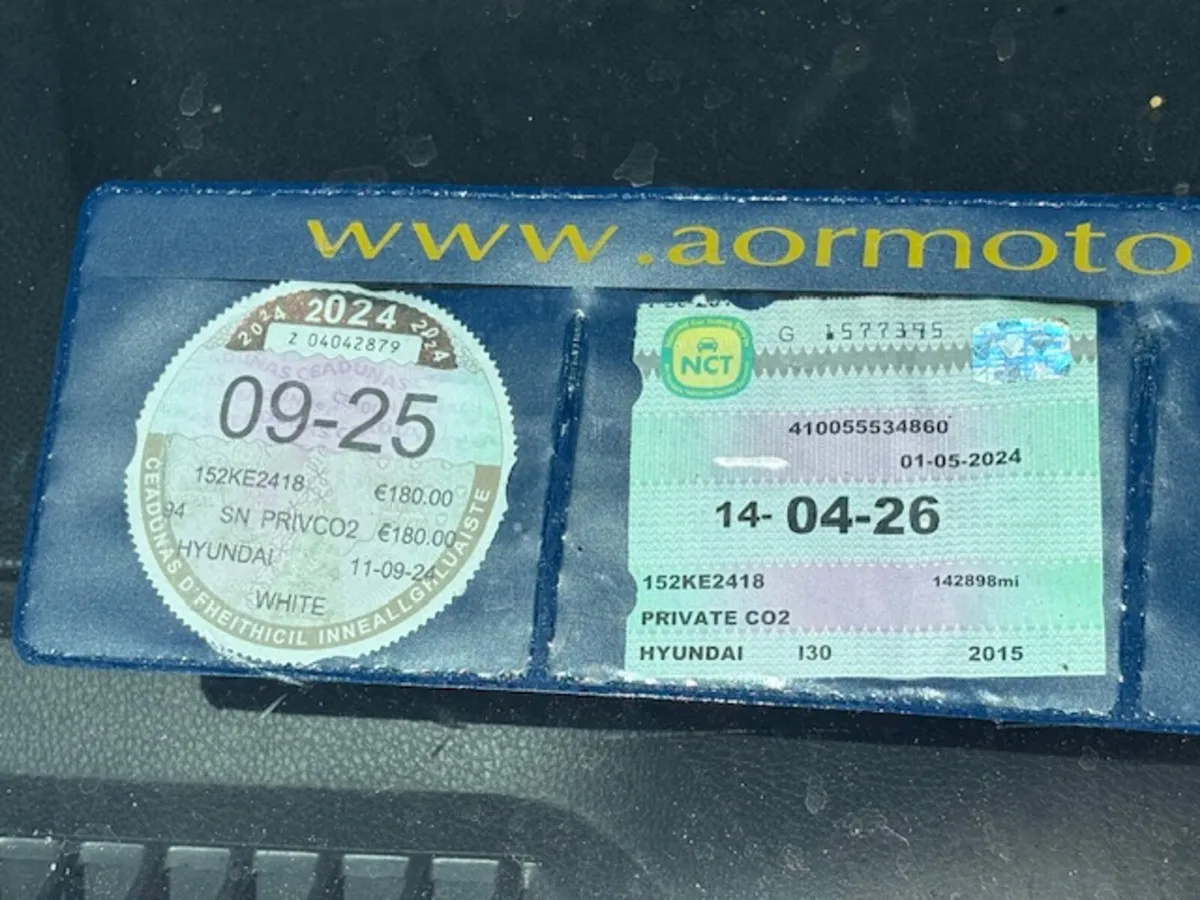 www.aormoto
2024 2024 2024
Z 04042879
09-25
152KE2418 €180.00
94 SN PRIVCO2 €180.00
HYUNDAI 11-09-24
WHITE
CEADÚNAS D'FHEITHICIL INNEALLGHLUAISTE
NCT
G 1577395
410055534860
01-05-2024
14- 04-26
152KE2418 142898mi
PRIVATE CO2
HYUNDAI I30 2015